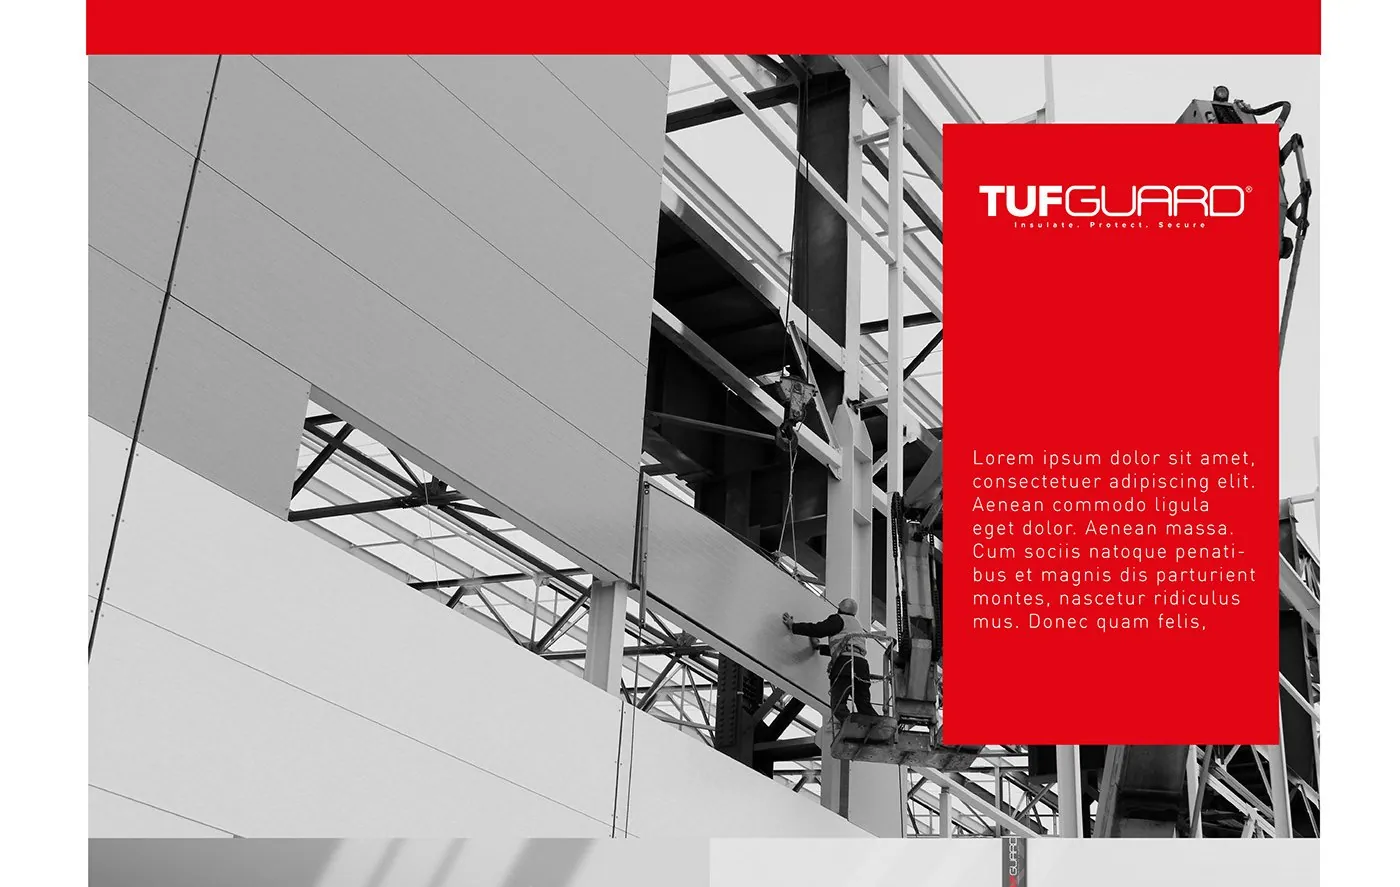 TUFGUARD®
Insulate. Protect. Secure
Lorem ipsum dolor sit amet,
consectetuer adipiscing elit.
Aenean commodo ligula
eget dolor. Aenean massa.
Cum sociis natoque penati-
bus et magnis dis parturient
montes, nascetur ridiculus
mus. Donec quam felis,
GUARD